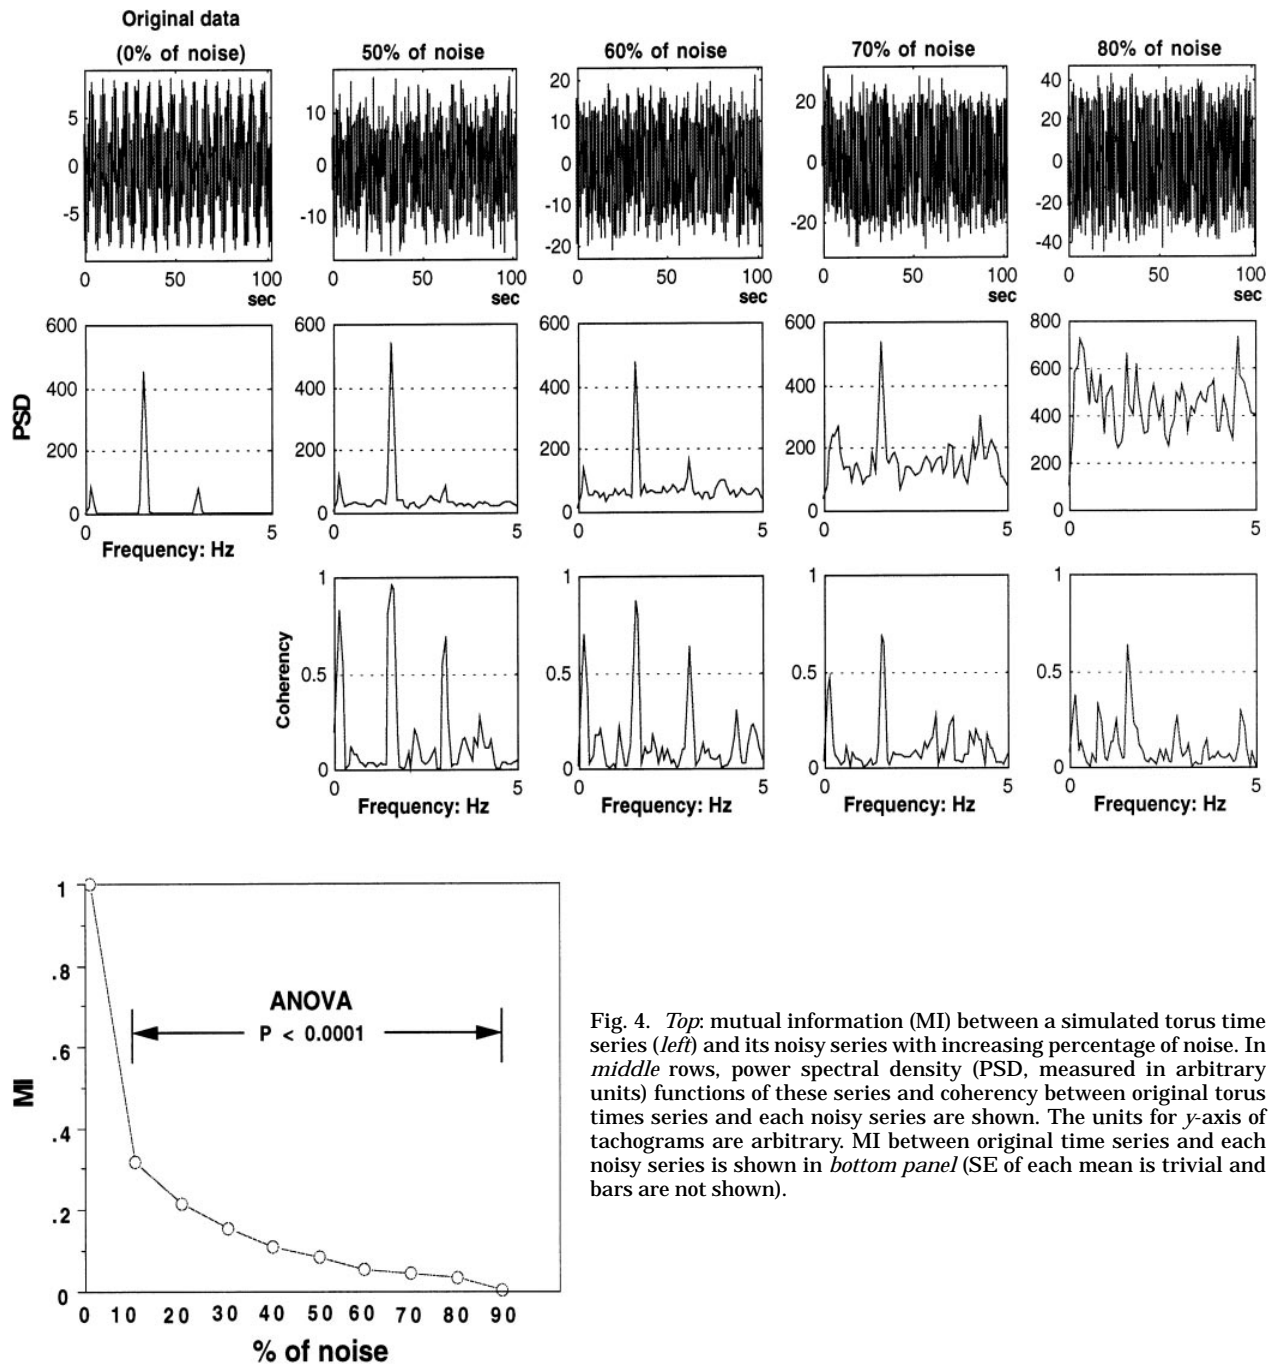 Original data
(0% of noise) 50% of noise 60% of noise 70% of noise 80% of noise
5
0
-5
0 50 100
sec
10
0
-10
0 50 100
sec
20
10
0
-10
-20
0 50 100
sec
20
0
-20
0 50 100
sec
40
20
0
-20
-40
0 50 100
sec
PSD
600
400
200
0
0 5
Frequency: Hz
600
400
200
0
0 5
600
400
200
0
0 5
600
400
200
0
0 5
800
600
400
200
0
0 5
Coherency
1
0.5
0
0 5
Frequency: Hz
1
0.5
0
0 5
Frequency: Hz
1
0.5
0
0 5
Frequency: Hz
1
0.5
0
0 5
Frequency: Hz
MI
1
.8
.6
.4
.2
0
ANOVA
P < 0.0001
0 10 20 30 40 50 60 70 80 90
% of noise
Fig. 4. Top: mutual information (MI) between a simulated torus time
series (left) and its noisy series with increasing percentage of noise. In
middle rows, power spectral density (PSD, measured in arbitrary
units) functions of these series and coherency between original torus
times series and each noisy series are shown. The units for y-axis of
tachograms are arbitrary. MI between original time series and each
noisy series is shown in bottom panel (SE of each mean is trivial and
bars are not shown).